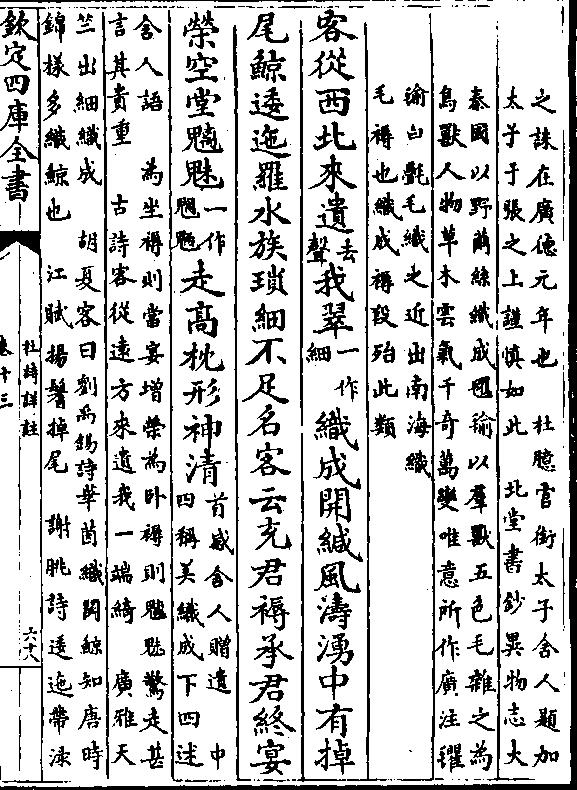 之誅在廣德元年也　杜臆官銜太子舍人題加
太子于張之上謹慎如此　北堂書鈔異物志大
秦國以野繭絲織成氍毹以羣獸五色毛雜之為
鳥獸人物草木雲氣千奇萬變唯意所作廣注瓘
毹白氎毛織之近出南海織
毛褥也織成褥段殆此類
客從西北來遺去聲我翠一作細織成開緘風濤湧中有掉
尾鯨逶迤羅水族瑣細不足名客云充君褥承君終宴
榮空堂魑魅一作魍魎走高枕形神清首感舍人贈遺　中
四稱美織成下四述
舍人語　為坐褥則當宴增榮為卧褥則魑魅驚走甚
言其貴重　古詩客從遠方來遺我一端綺　廣雅天
竺出細織成　胡夏客曰劉禹錫詩華茵織鬭鯨知唐時
錦樣多織鯨也　江賦揚鬐掉尾　謝朓詩逶迤帶淥
欽定四庫全書
杜詩詳註
卷十三
六十八